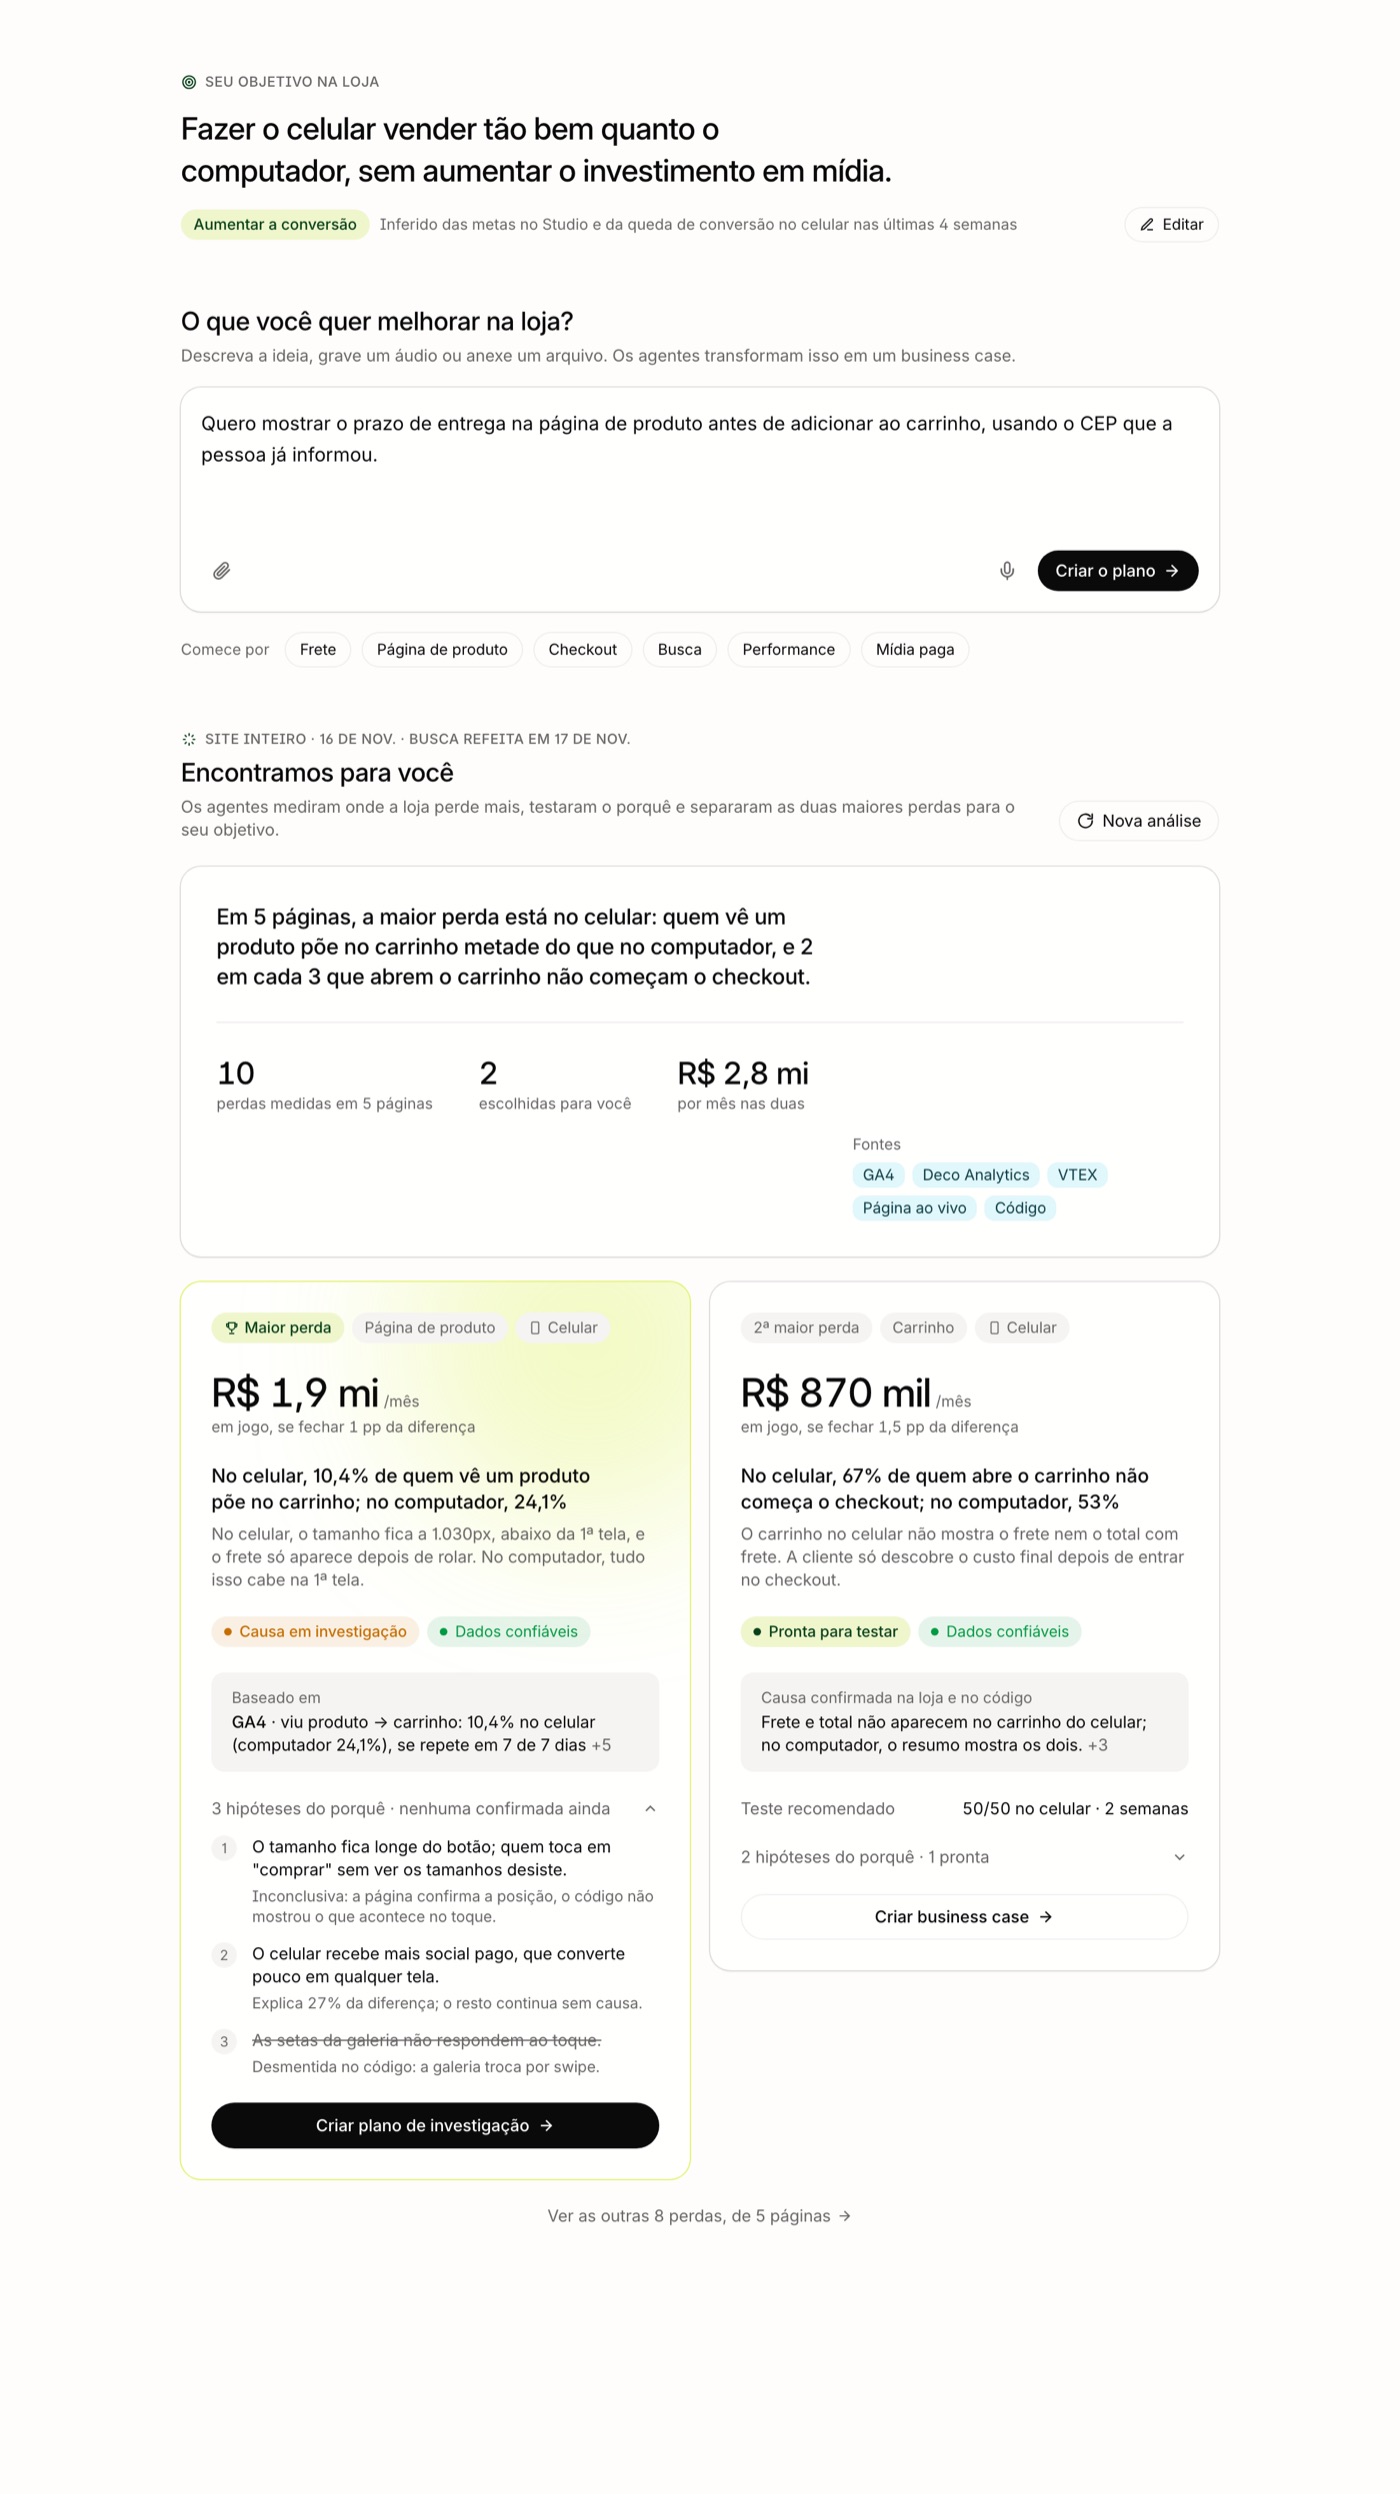 SEU OBJETIVO NA LOJA
Fazer o celular vender tão bem quanto o
computador, sem aumentar o investimento em mídia.
Aumentar a conversão
Inferido das metas no Studio e da queda de conversão no celular nas últimas 4 semanas
Editar
O que você quer melhorar na loja?
Descreva a ideia, grave um áudio ou anexe um arquivo. Os agentes transformam isso em um business case.
Quero mostrar o prazo de entrega na página de produto antes de adicionar ao carrinho, usando o CEP que a
pessoa já informou.
Criar o plano →
Comece por
Frete
Página de produto
Checkout
Busca
Performance
Mídia paga
SITE INTEIRO · 16 DE NOV. · BUSCA REFEITA EM 17 DE NOV.
Encontramos para você
Os agentes mediram onde a loja perde mais, testaram o porquê e separaram as duas maiores perdas para o
seu objetivo.
Nova análise
Em 5 páginas, a maior perda está no celular: quem vê um
produto põe no carrinho metade do que no computador, e 2
em cada 3 que abrem o carrinho não começam o checkout.
10
perdas medidas em 5 páginas
2
escolhidas para você
R$ 2,8 mi
por mês nas duas
Fontes
GA4
Deco Analytics
VTEX
Página ao vivo
Código
Maior perda
Página de produto
Celular
R$ 1,9 mi /mês
em jogo, se fechar 1 pp da diferença
No celular, 10,4% de quem vê um produto
põe no carrinho; no computador, 24,1%
No celular, o tamanho fica a 1.030px, abaixo da 1ª tela, e
o frete só aparece depois de rolar. No computador, tudo
isso cabe na 1ª tela.
Causa em investigação
Dados confiáveis
Baseado em
GA4 · viu produto → carrinho: 10,4% no celular
(computador 24,1%), se repete em 7 de 7 dias +5
3 hipóteses do porquê · nenhuma confirmada ainda
1
O tamanho fica longe do botão; quem toca em
"comprar" sem ver os tamanhos desiste.
Inconclusiva: a página confirma a posição, o código não
mostrou o que acontece no toque.
2
O celular recebe mais social pago, que converte
pouco em qualquer tela.
Explica 27% da diferença; o resto continua sem causa.
3
As setas da galeria não respondem ao toque.
Desmentida no código: a galeria troca por swipe.
Criar plano de investigação →
2ª maior perda
Carrinho
Celular
R$ 870 mil /mês
em jogo, se fechar 1,5 pp da diferença
No celular, 67% de quem abre o carrinho não
começa o checkout; no computador, 53%
O carrinho no celular não mostra o frete nem o total com
frete. A cliente só descobre o custo final depois de entrar
no checkout.
Pronta para testar
Dados confiáveis
Causa confirmada na loja e no código
Frete e total não aparecem no carrinho do celular;
no computador, o resumo mostra os dois. +3
Teste recomendado
50/50 no celular · 2 semanas
2 hipóteses do porquê · 1 pronta
Criar business case →
Ver as outras 8 perdas, de 5 páginas →